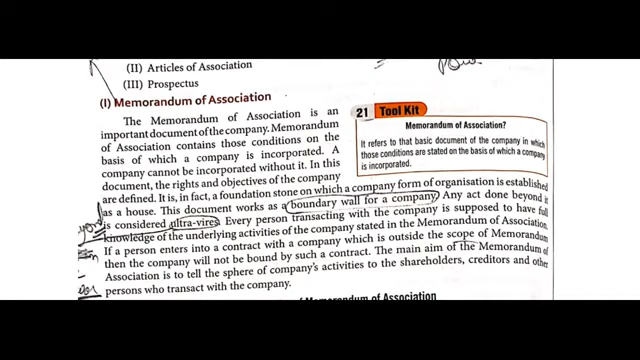 (II) Articles of Association
(III) Prospectus
(I) Memorandum of Association
The Memorandum of Association is an
important document of the company. Memorandum
of Association contains those conditions on the
basis of which a company is incorporated. A
company cannot be incorporated without it. In this
document, the rights and objectives of the company
are defined. It is, in fact, a foundation stone on which a company form of organisation is established
as a house. This document works as a boundary wall for a company. Any act done beyond it
is considered ultra-vires. Every person transacting with the company is supposed to have full
knowledge of the underlying activities of the company stated in the Memorandum of Association.
If a person enters into a contract with a company which is outside the scope of Memorandum
then the company will not be bound by such a contract. The main aim of the Memorandum of
Association is to tell the sphere of company's activities to the shareholders, creditors and other
persons who transact with the company.
21 Tool Kit
Memorandum of Association?
It refers to that basic document of the company in which
those conditions are stated on the basis of which a company
is incorporated.
of Memorandum of Association